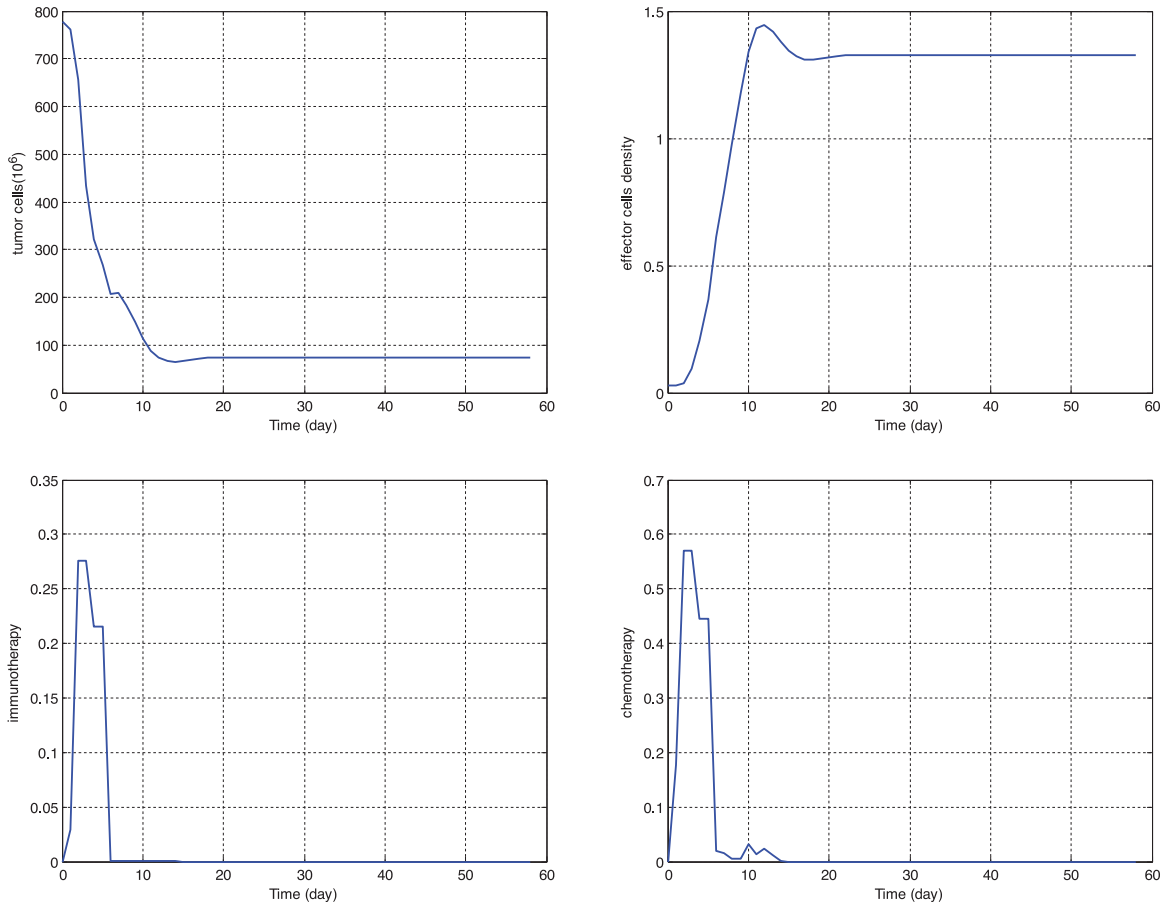 800
700
600
500
400
300
200
100
0
tumor cells(10⁶)
0 10 20 30 40 50 60
Time (day)
1.5
1
0.5
0
effector cells density
0 10 20 30 40 50 60
Time (day)
0.35
0.3
0.25
0.2
0.15
0.1
0.05
0
immunotherapy
0 10 20 30 40 50 60
Time (day)
0.7
0.6
0.5
0.4
0.3
0.2
0.1
0
chemotherapy
0 10 20 30 40 50 60
Time (day)